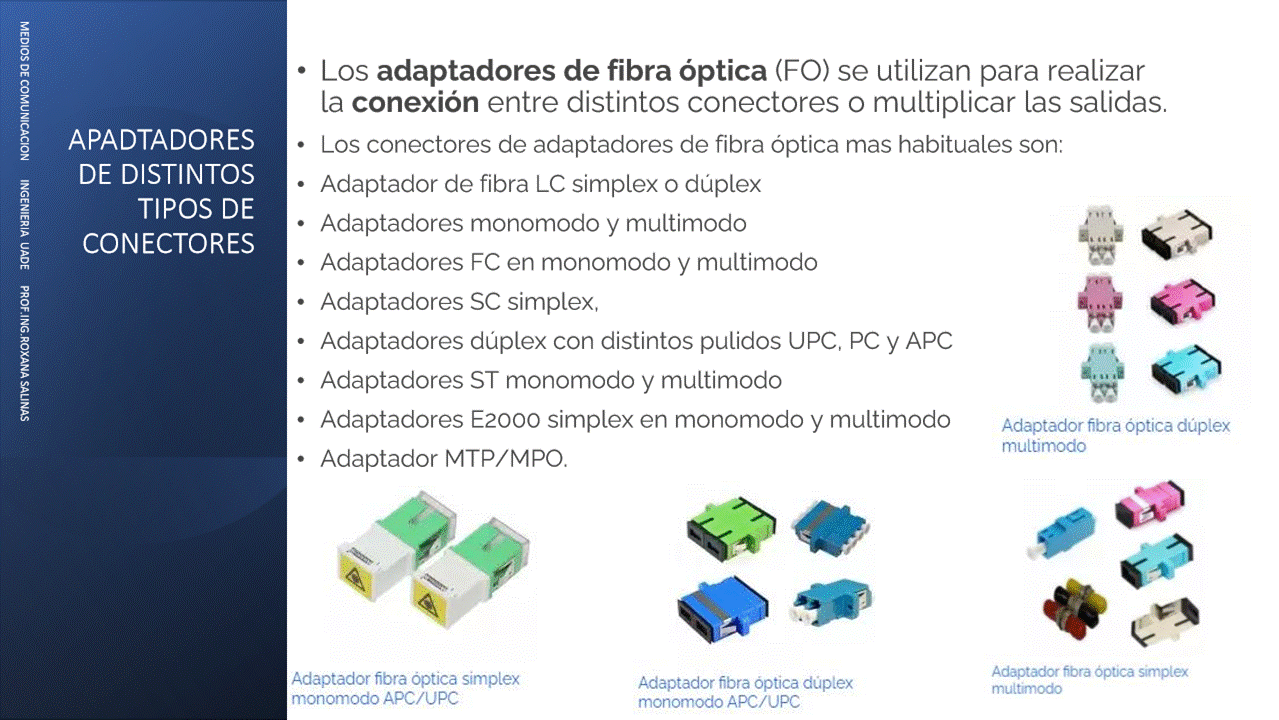 MEDIOS DE COMUNICACION INGENIERIA UADE PROF.ING.ROXANA SALINAS
APADTADORES
DE DISTINTOS
TIPOS DE
CONECTORES
• Los adaptadores de fibra óptica (FO) se utilizan para realizar
la conexión entre distintos conectores o multiplicar las salidas.
• Los conectores de adaptadores de fibra óptica mas habituales son:
• Adaptador de fibra LC simplex o dúplex
• Adaptadores monomodo y multimodo
• Adaptadores FC en monomodo y multimodo
• Adaptadores SC simplex,
• Adaptadores dúplex con distintos pulidos UPC, PC y APC
• Adaptadores ST monomodo y multimodo
• Adaptadores E2000 simplex en monomodo y multimodo
• Adaptador MTP/MPO.
Adaptador fibra óptica dúplex
multimodo
Adaptador fibra óptica simplex
monomodo APC/UPC
Adaptador fibra óptica dúplex
monomodo APC/UPC
Adaptador fibra óptica simplex
multimodo